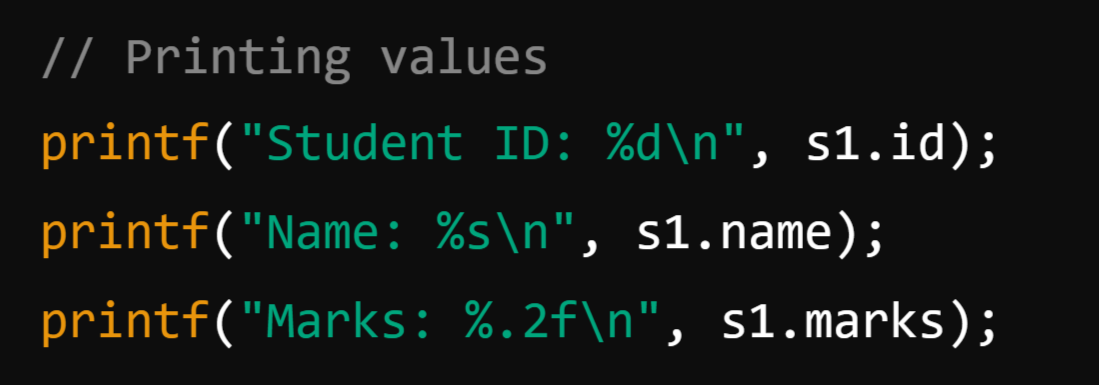 // Printing values
printf("Student ID: %d\n", s1.id);
printf("Name: %s\n", s1.name);
printf("Marks: %.2f\n", s1.marks);